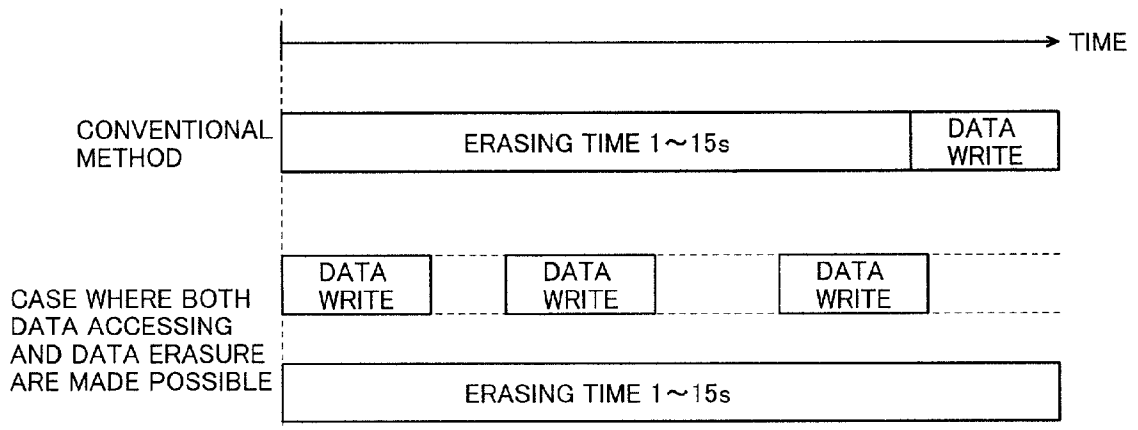 TIME
CONVENTIONAL
METHOD
ERASING TIME 1～15s
DATA
WRITE
DATA
WRITE
DATA
WRITE
DATA
WRITE
CASE WHERE BOTH
DATA ACCESSING
AND DATA ERASURE
ARE MADE POSSIBLE
ERASING TIME 1～15s